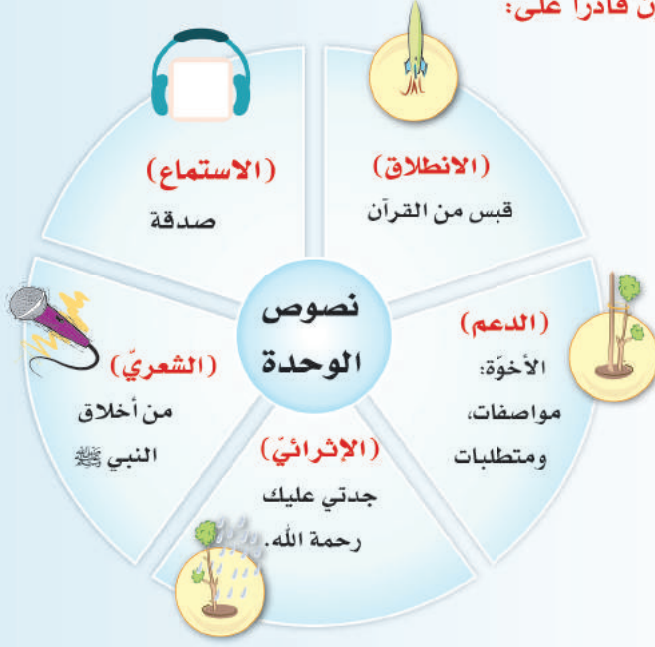 ن قادرًا على:
(الانطلاق)
قبس من القرآن
(الاستماع)
صدقة
(الدعم)
الأخوّة:
مواصفات،
ومتطلبات
نصوص
الوحدة
(الشعريّ)
من أخلاق
النبي ﷺ
(الإثرائيّ)
جدتي عليك
رحمة الله.